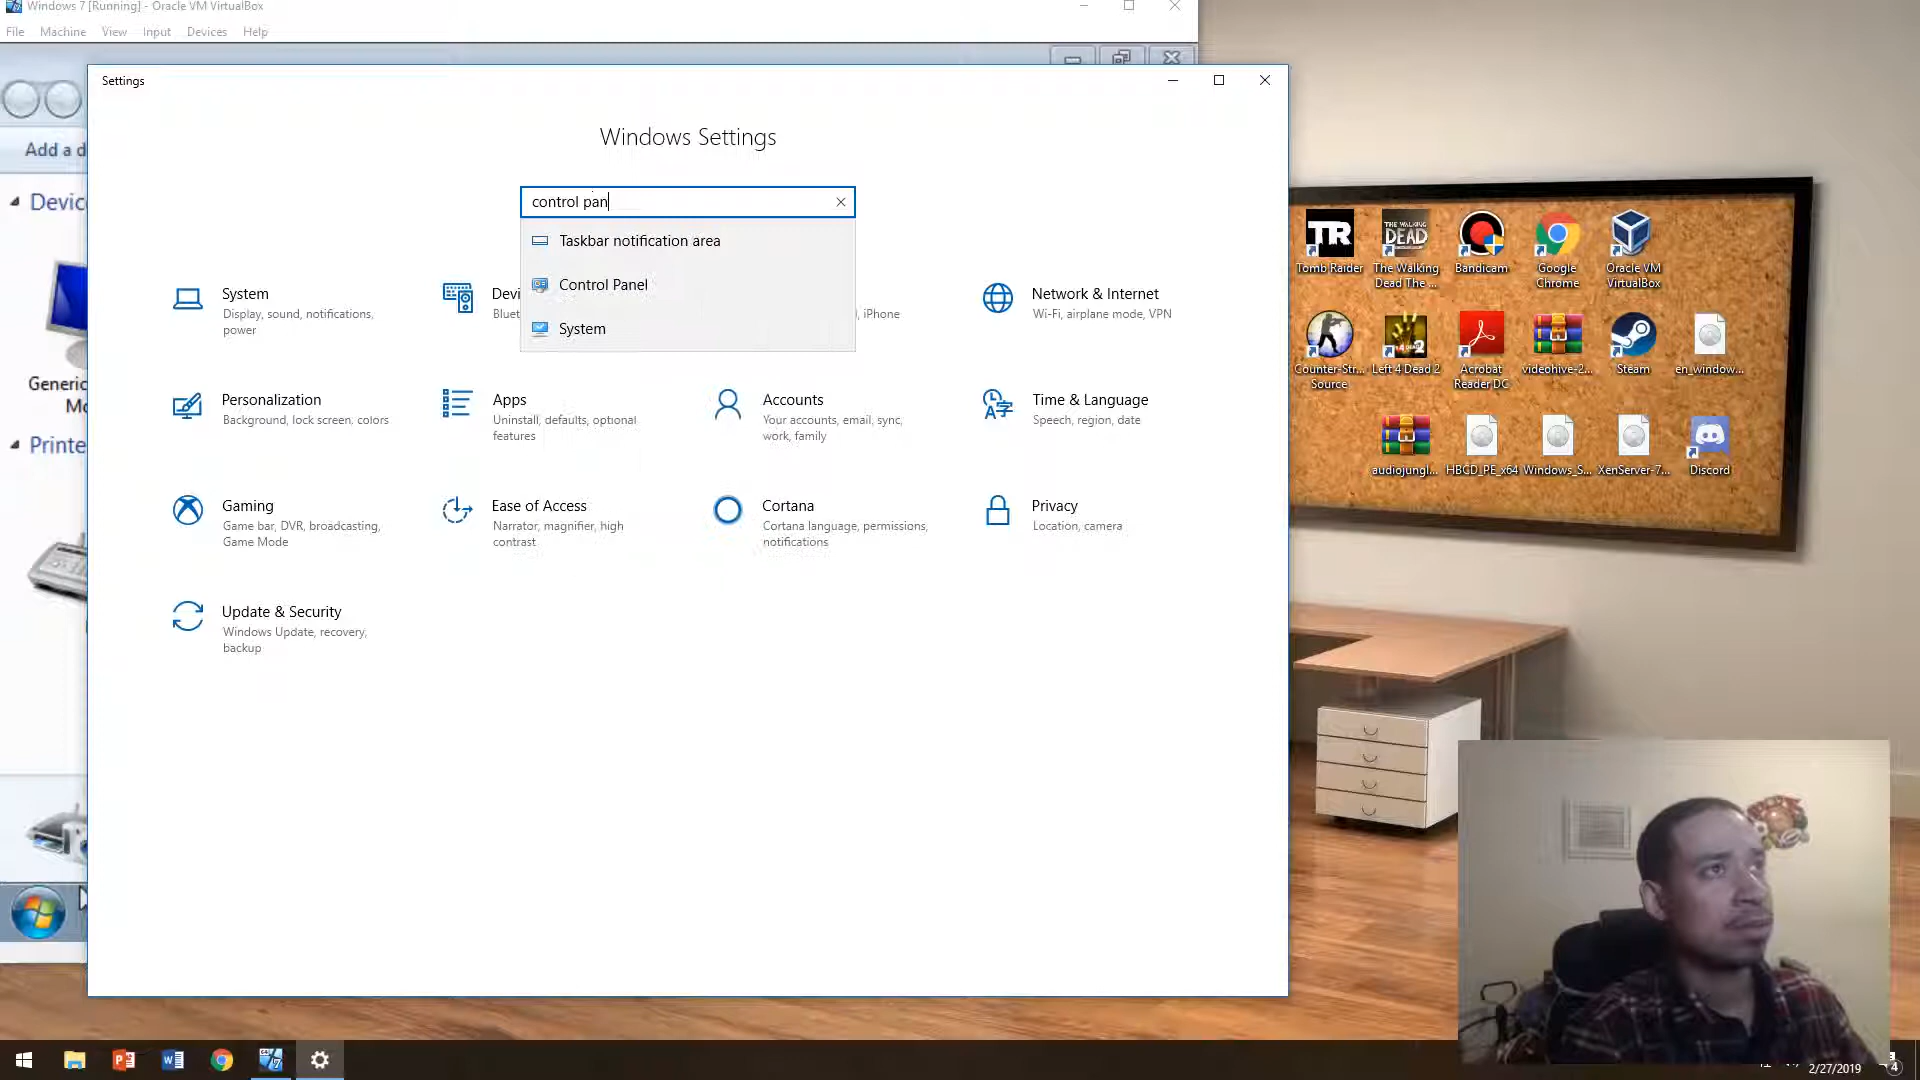 Windows 7 [Running] - Oracle VM VirtualBox
File Machine View Input Devices Help
Settings
Windows Settings
control pan
Taskbar notification area
Control Panel
System
System
Display, sound, notifications,
power
Devi
Bluet
, iPhone
Network & Internet
Wi-Fi, airplane mode, VPN
Personalization
Background, lock screen, colors
Apps
Uninstall, defaults, optional
features
Accounts
Your accounts, email, sync,
work, family
Time & Language
Speech, region, date
Gaming
Game bar, DVR, broadcasting,
Game Mode
Ease of Access
Narrator, magnifier, high
contrast
Cortana
Cortana language, permissions,
notifications
Privacy
Location, camera
Update & Security
Windows Update, recovery,
backup
Add a d
Device
Generic
Mo
Printe
TR
Tomb Raider
THE WALKING
DEAD
The Walking
Dead The ...
Bandicam
Google
Chrome
Oracle VM
VirtualBox
Counter-Str...
Source
Left 4 Dead 2
Acrobat
Reader DC
videohive-2...
Steam
en_window...
audiojungl...
HBCD_PE_x64
Windows_S...
XenServer-7...
Discord
2/27/2019
4